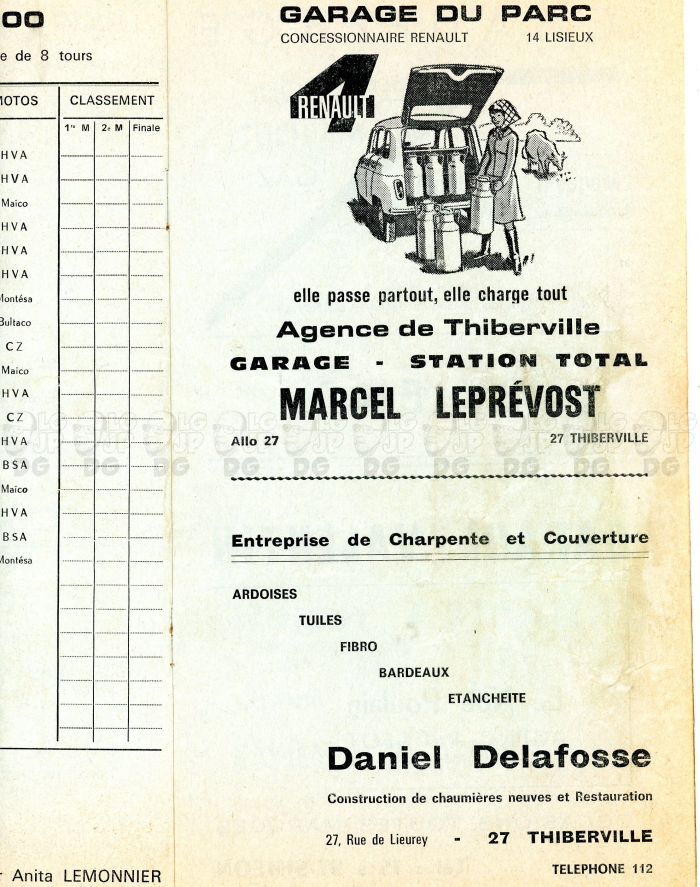 00
e de 8 tours
MOTOS CLASSEMENT
1re M 2e M Finale
HVA
HVA
Maico
HVA
HVA
HVA
Montésa
Bultaco
CZ
Maico
HVA
CZ
HVA
BSA
Maico
HVA
BSA
Montésa
r Anita LEMONNIER
GARAGE DU PARC
CONCESSIONNAIRE RENAULT 14 LISIEUX
4
RENAULT
elle passe partout, elle charge tout
Agence de Thiberville
GARAGE - STATION TOTAL
MARCEL LEPRÉVOST
Allo 27 27 THIBERVILLE
Entreprise de Charpente et Couverture
ARDOISES
TUILES
FIBRO
BARDEAUX
ETANCHEITE
Daniel Delafosse
Construction de chaumières neuves et Restauration
27, Rue de Lieurey - 27 THIBERVILLE
TELEPHONE 112